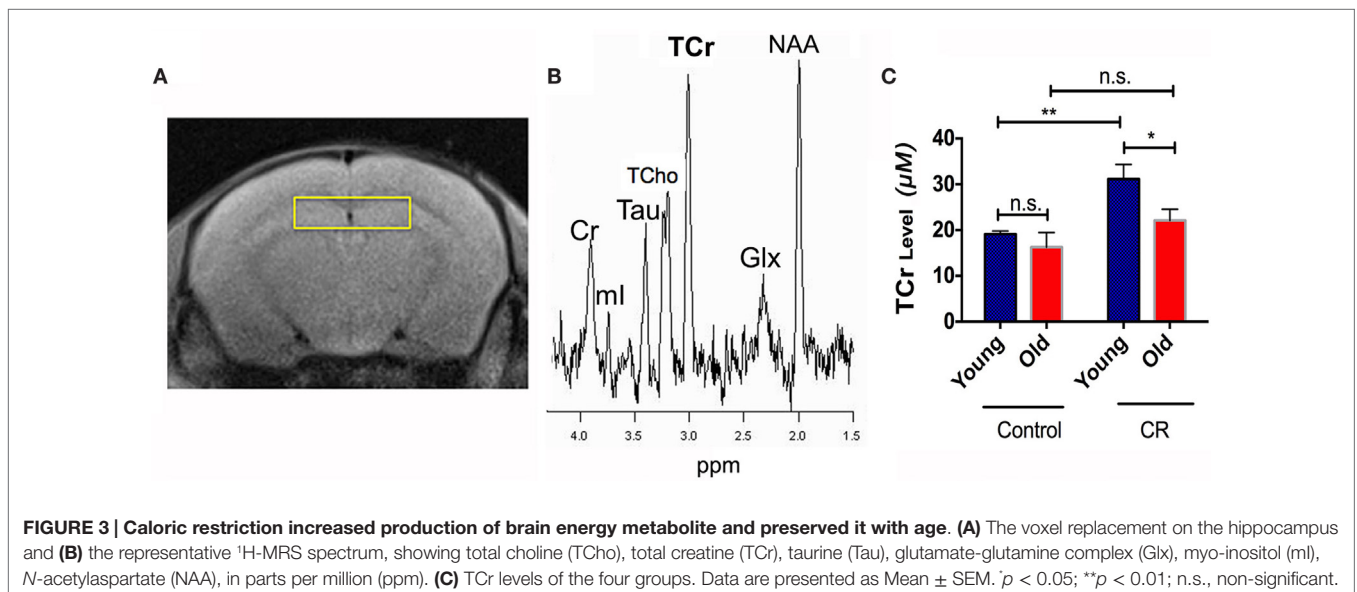 A
B
TCr
NAA
TCho
Tau
Cr
mI
Glx
4.0 3.5 3.0 2.5 2.0 1.5
ppm
C
n.s.
**
*
n.s.
TCr Level (µM)
40
30
20
10
0
Young Old Young Old
Control CR
FIGURE 3 | Caloric restriction increased production of brain energy metabolite and preserved it with age. (A) The voxel replacement on the hippocampus
and (B) the representative ¹H-MRS spectrum, showing total choline (TCho), total creatine (TCr), taurine (Tau), glutamate-glutamine complex (Glx), myo-inositol (mI),
N-acetylaspartate (NAA), in parts per million (ppm). (C) TCr levels of the four groups. Data are presented as Mean ± SEM. *p < 0.05; **p < 0.01; n.s., non-significant.